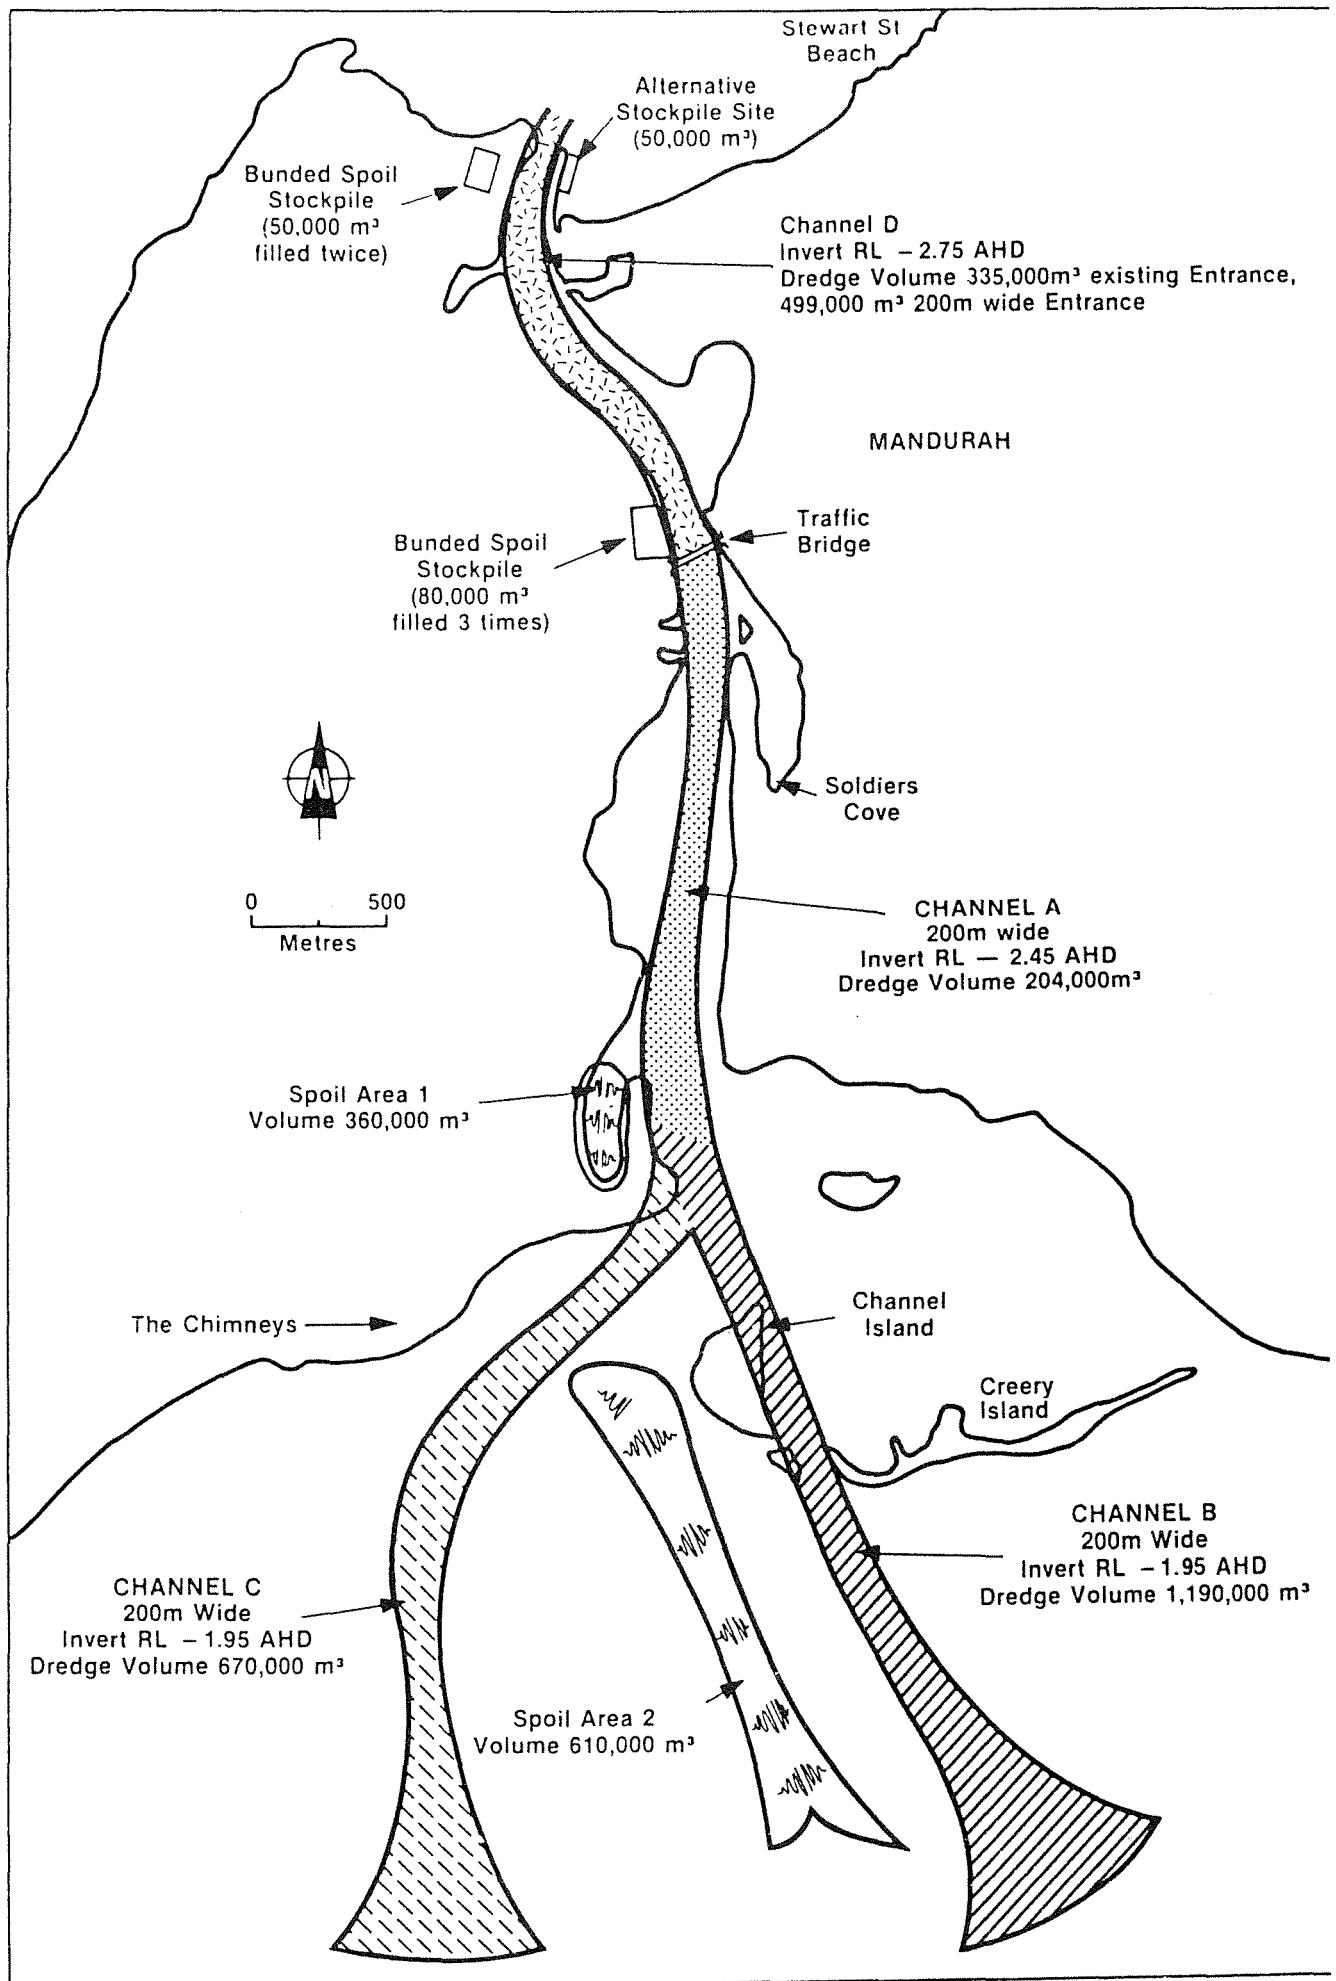 Stewart St
Beach
Alternative
Stockpile Site
(50,000 m³)
Bunded Spoil
Stockpile
(50,000 m³
filled twice)
Channel D
Invert RL – 2.75 AHD
Dredge Volume 335,000m³ existing Entrance,
499,000 m³ 200m wide Entrance
MANDURAH
Traffic
Bridge
Bunded Spoil
Stockpile
(80,000 m³
filled 3 times)
N
Soldiers
Cove
0 500
Metres
CHANNEL A
200m wide
Invert RL — 2.45 AHD
Dredge Volume 204,000m³
Spoil Area 1
Volume 360,000 m³
The Chimneys
Channel
Island
Creery
Island
CHANNEL B
200m Wide
Invert RL – 1.95 AHD
Dredge Volume 1,190,000 m³
CHANNEL C
200m Wide
Invert RL – 1.95 AHD
Dredge Volume 670,000 m³
Spoil Area 2
Volume 610,000 m³